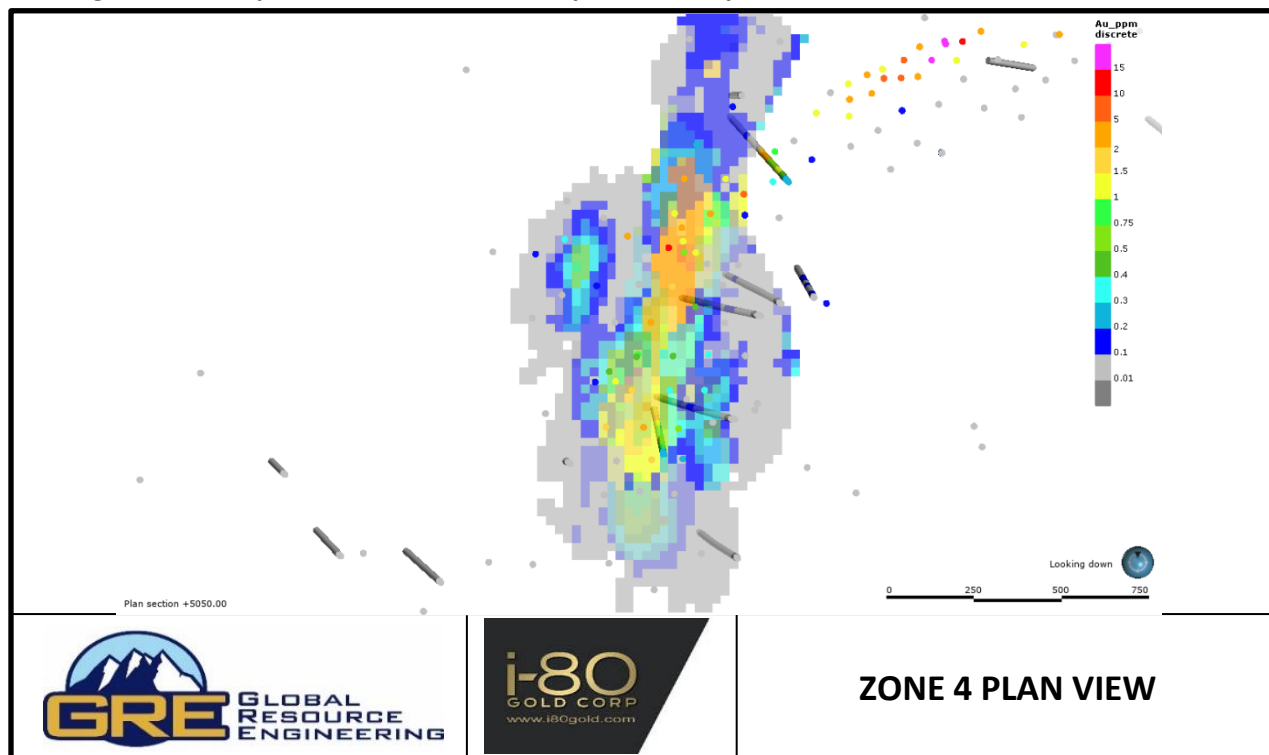 Au_ppm
discrete
15
10
5
2
1.5
1
0.75
0.5
0.4
0.3
0.2
0.1
0.01
Looking down
0 250 500 750
Plan section +5050.00
GRE GLOBAL
RESOURCE
ENGINEERING
i-80
GOLD CORP
www.i80gold.com
ZONE 4 PLAN VIEW